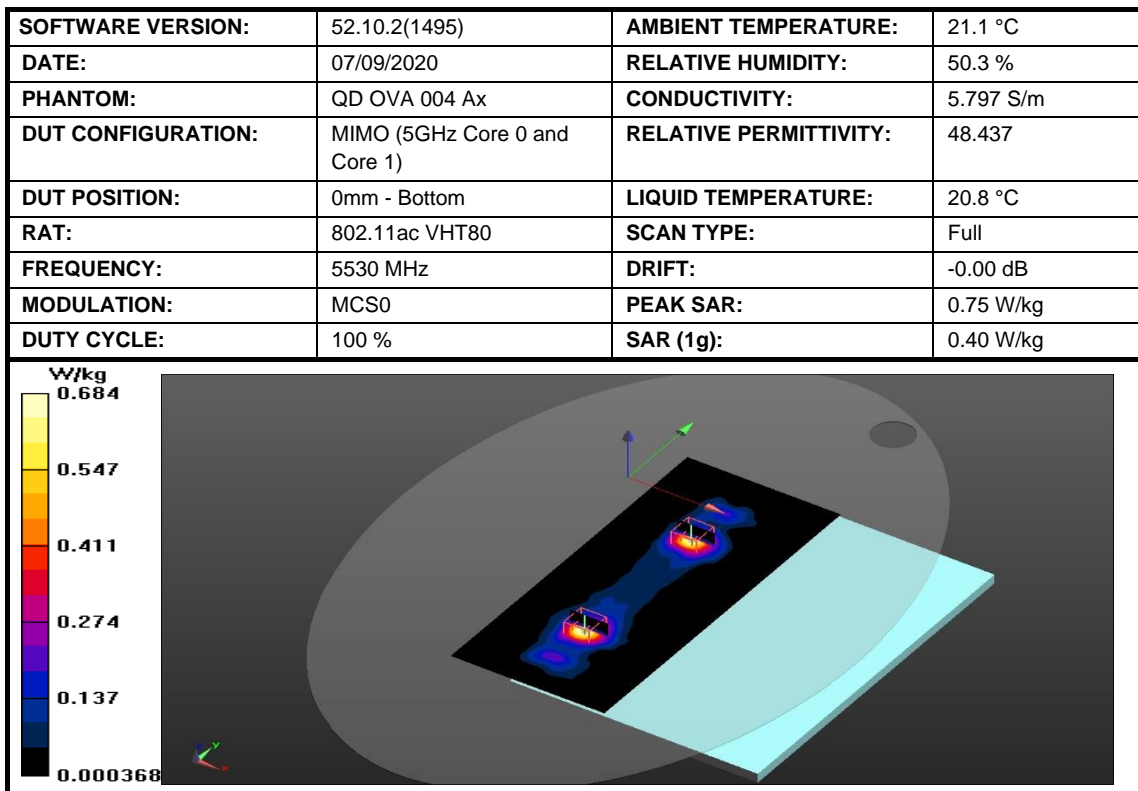 SOFTWARE VERSION: 52.10.2(1495) AMBIENT TEMPERATURE: 21.1 °C
DATE: 07/09/2020 RELATIVE HUMIDITY: 50.3 %
PHANTOM: QD OVA 004 Ax CONDUCTIVITY: 5.797 S/m
DUT CONFIGURATION: MIMO (5GHz Core 0 and RELATIVE PERMITTIVITY: 48.437
Core 1)
DUT POSITION: 0mm - Bottom LIQUID TEMPERATURE: 20.8 °C
RAT: 802.11ac VHT80 SCAN TYPE: Full
FREQUENCY: 5530 MHz DRIFT: -0.00 dB
MODULATION: MCS0 PEAK SAR: 0.75 W/kg
DUTY CYCLE: 100 % SAR (1g): 0.40 W/kg
W/kg
0.684
0.547
0.411
0.274
0.137
0.000368
y
x